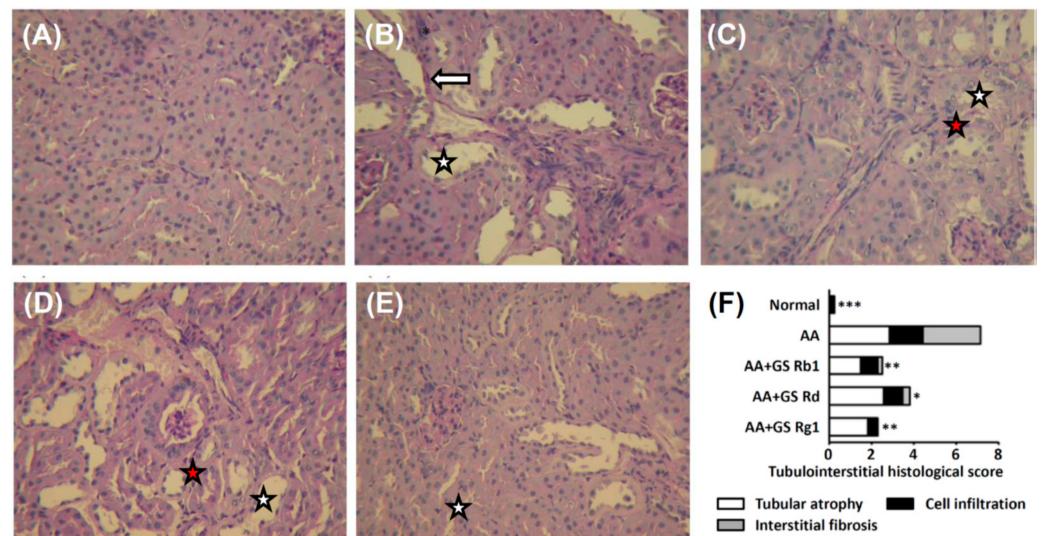 (A)
(B)
*
(C)
(D)
(E)
(F)
Normal ***
AA
AA+GS Rb1 **
AA+GS Rd *
AA+GS Rg1 **
0 2 4 6 8
Tubulointerstitial histological score
Tubular atrophy Cell infiltration
Interstitial fibrosis